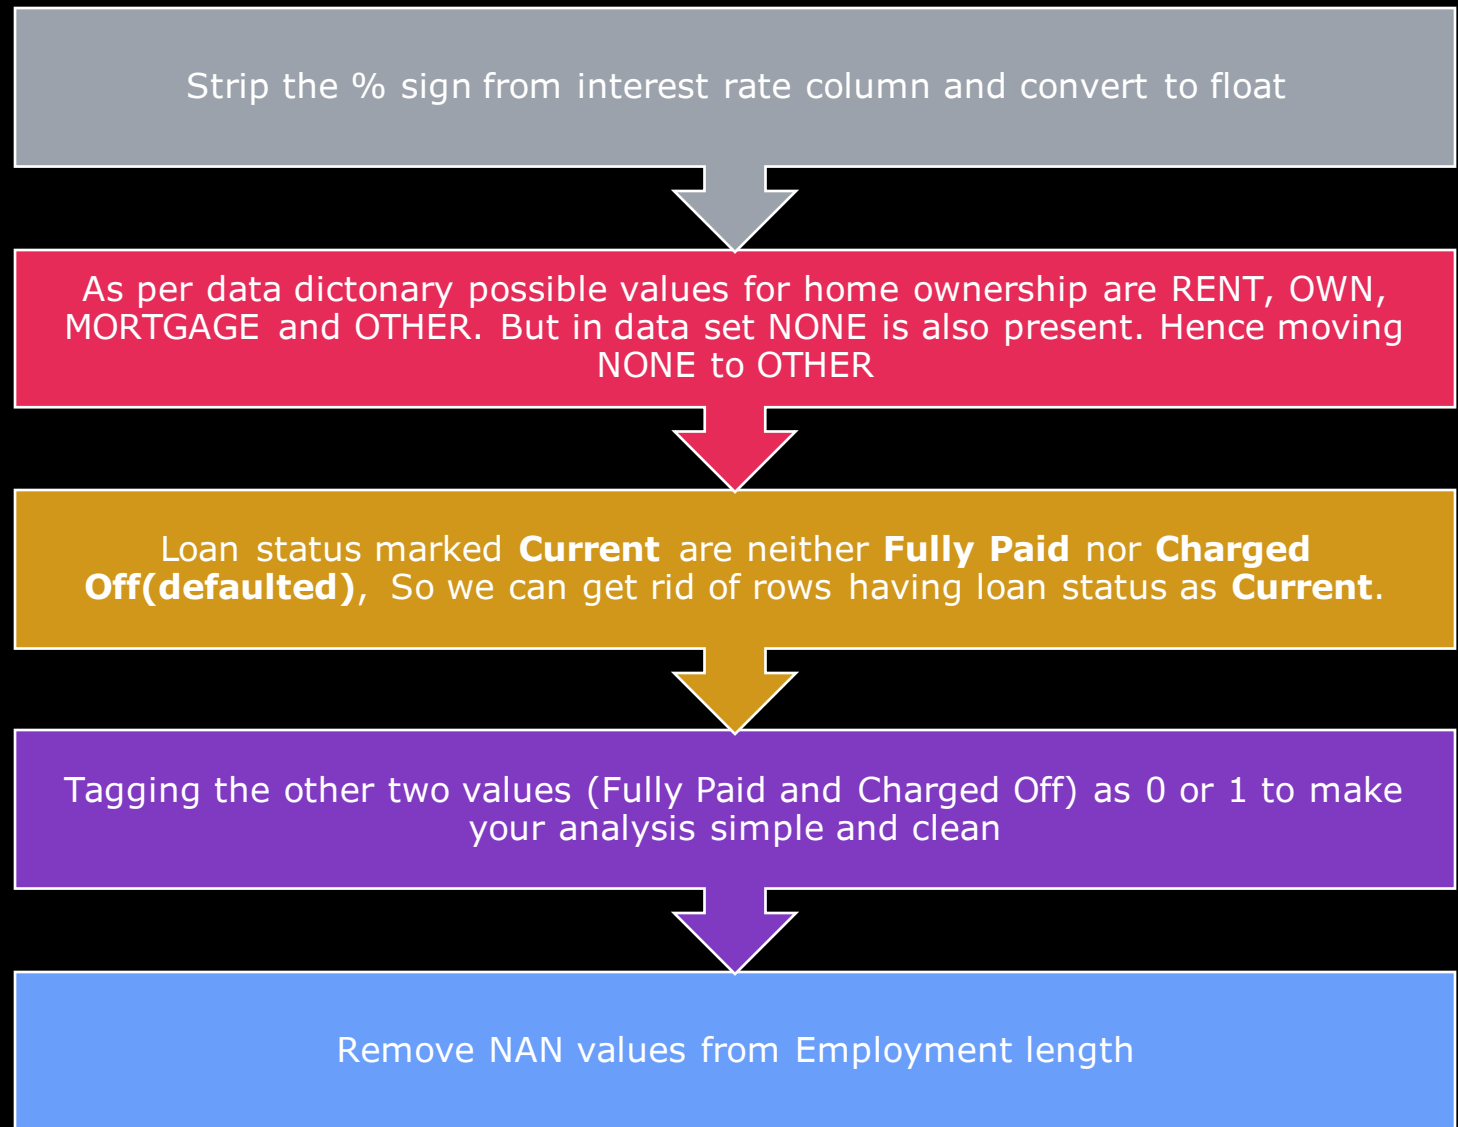 Strip the % sign from interest rate column and convert to float
As per data dictonary possible values for home ownership are RENT, OWN,
MORTGAGE and OTHER. But in data set NONE is also present. Hence moving
NONE to OTHER
Loan status marked Current are neither Fully Paid nor Charged
Off(defaulted), So we can get rid of rows having loan status as Current.
Tagging the other two values (Fully Paid and Charged Off) as 0 or 1 to make
your analysis simple and clean
Remove NAN values from Employment length